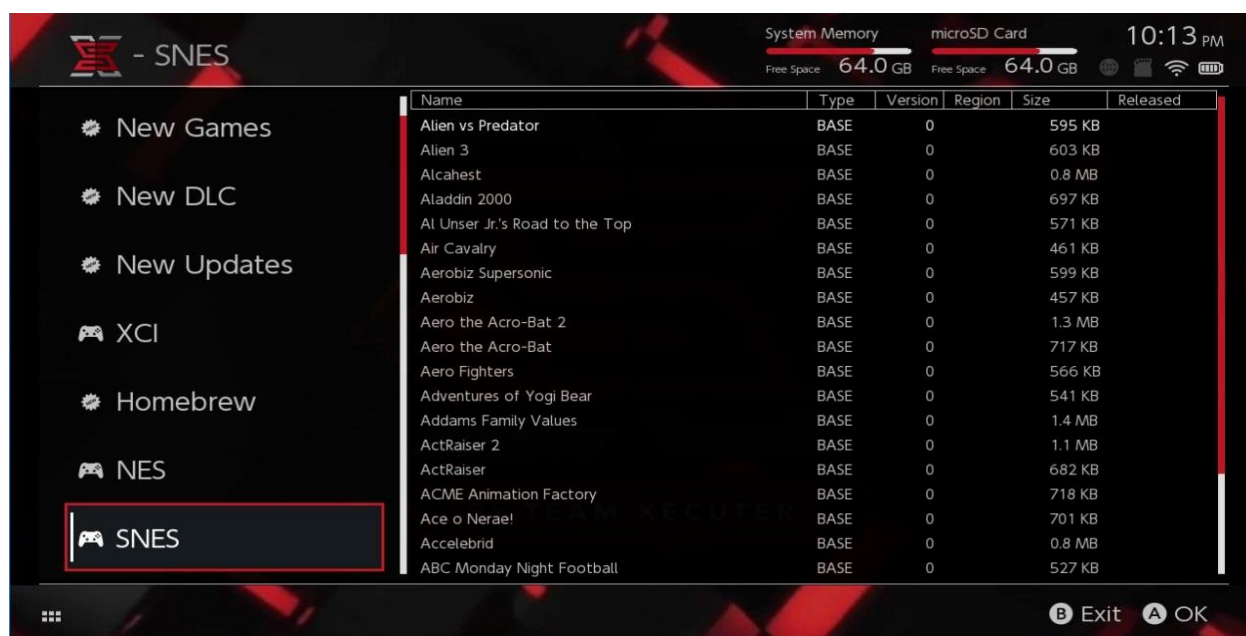 - SNES
System Memory microSD Card 10:13 PM
Free Space 64.0 GB Free Space 64.0 GB
New Games
New DLC
New Updates
XCI
Homebrew
NES
SNES
Name Type Version Region Size Released
Alien vs Predator BASE 0 595 KB
Alien 3 BASE 0 603 KB
Alcahest BASE 0 0.8 MB
Aladdin 2000 BASE 0 697 KB
Al Unser Jr.'s Road to the Top BASE 0 571 KB
Air Cavalry BASE 0 461 KB
Aerobiz Supersonic BASE 0 599 KB
Aerobiz BASE 0 457 KB
Aero the Acro-Bat 2 BASE 0 1.3 MB
Aero the Acro-Bat BASE 0 717 KB
Aero Fighters BASE 0 566 KB
Adventures of Yogi Bear BASE 0 541 KB
Addams Family Values BASE 0 1.4 MB
ActRaiser 2 BASE 0 1.1 MB
ActRaiser BASE 0 682 KB
ACME Animation Factory BASE 0 718 KB
Ace o Nerae! BASE 0 701 KB
TEAM XECUTER
Accelebrid BASE 0 0.8 MB
ABC Monday Night Football BASE 0 527 KB
B Exit A OK